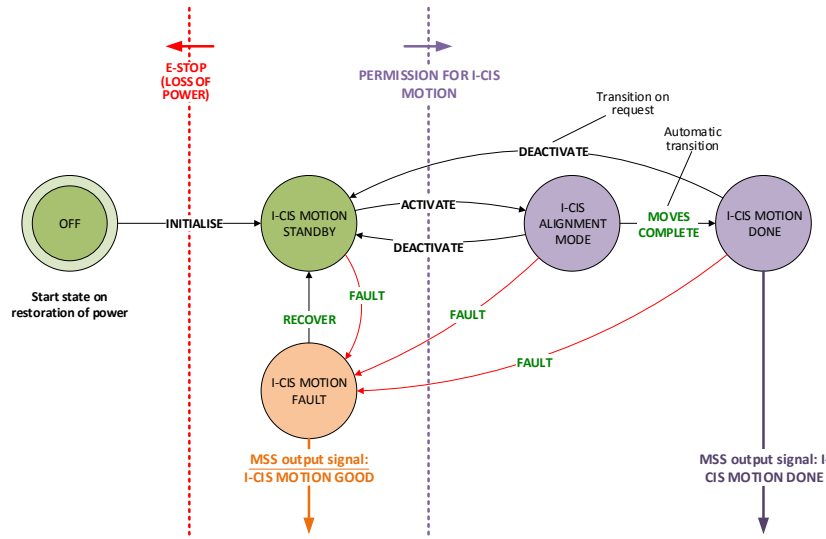 E-STOP
(LOSS OF
POWER)
PERMISSION FOR I-CIS
MOTION
Transition on
request
Automatic
transition
DEACTIVATE
OFF
INITIALISE
I-CIS MOTION
STANDBY
ACTIVATE
DEACTIVATE
I-CIS
ALIGNMENT
MODE
MOVES
COMPLETE
I-CIS MOTION
DONE
Start state on
restoration of power
RECOVER
FAULT
FAULT
FAULT
I-CIS MOTION
FAULT
MSS output signal:
I-CIS MOTION GOOD
MSS output signal: I-
CIS MOTION DONE